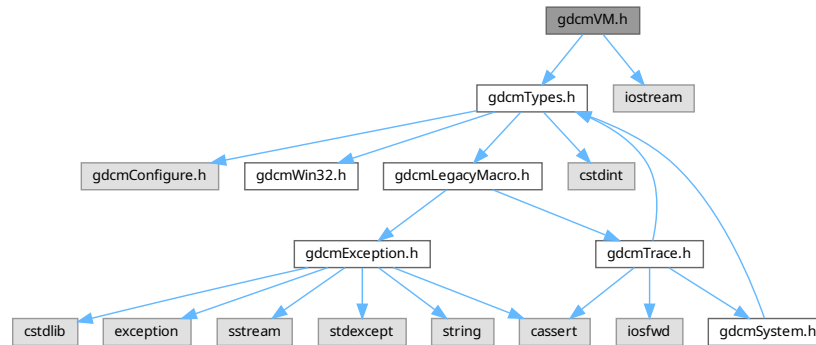 gdcmVM.h
gdcmTypes.h
iostream
gdcmConfigure.h
gdcmWin32.h
gdcmLegacyMacro.h
cstdint
gdcmException.h
gdcmTrace.h
cstdlib
exception
sstream
stdexcept
string
cassert
iosfwd
gdcmSystem.h